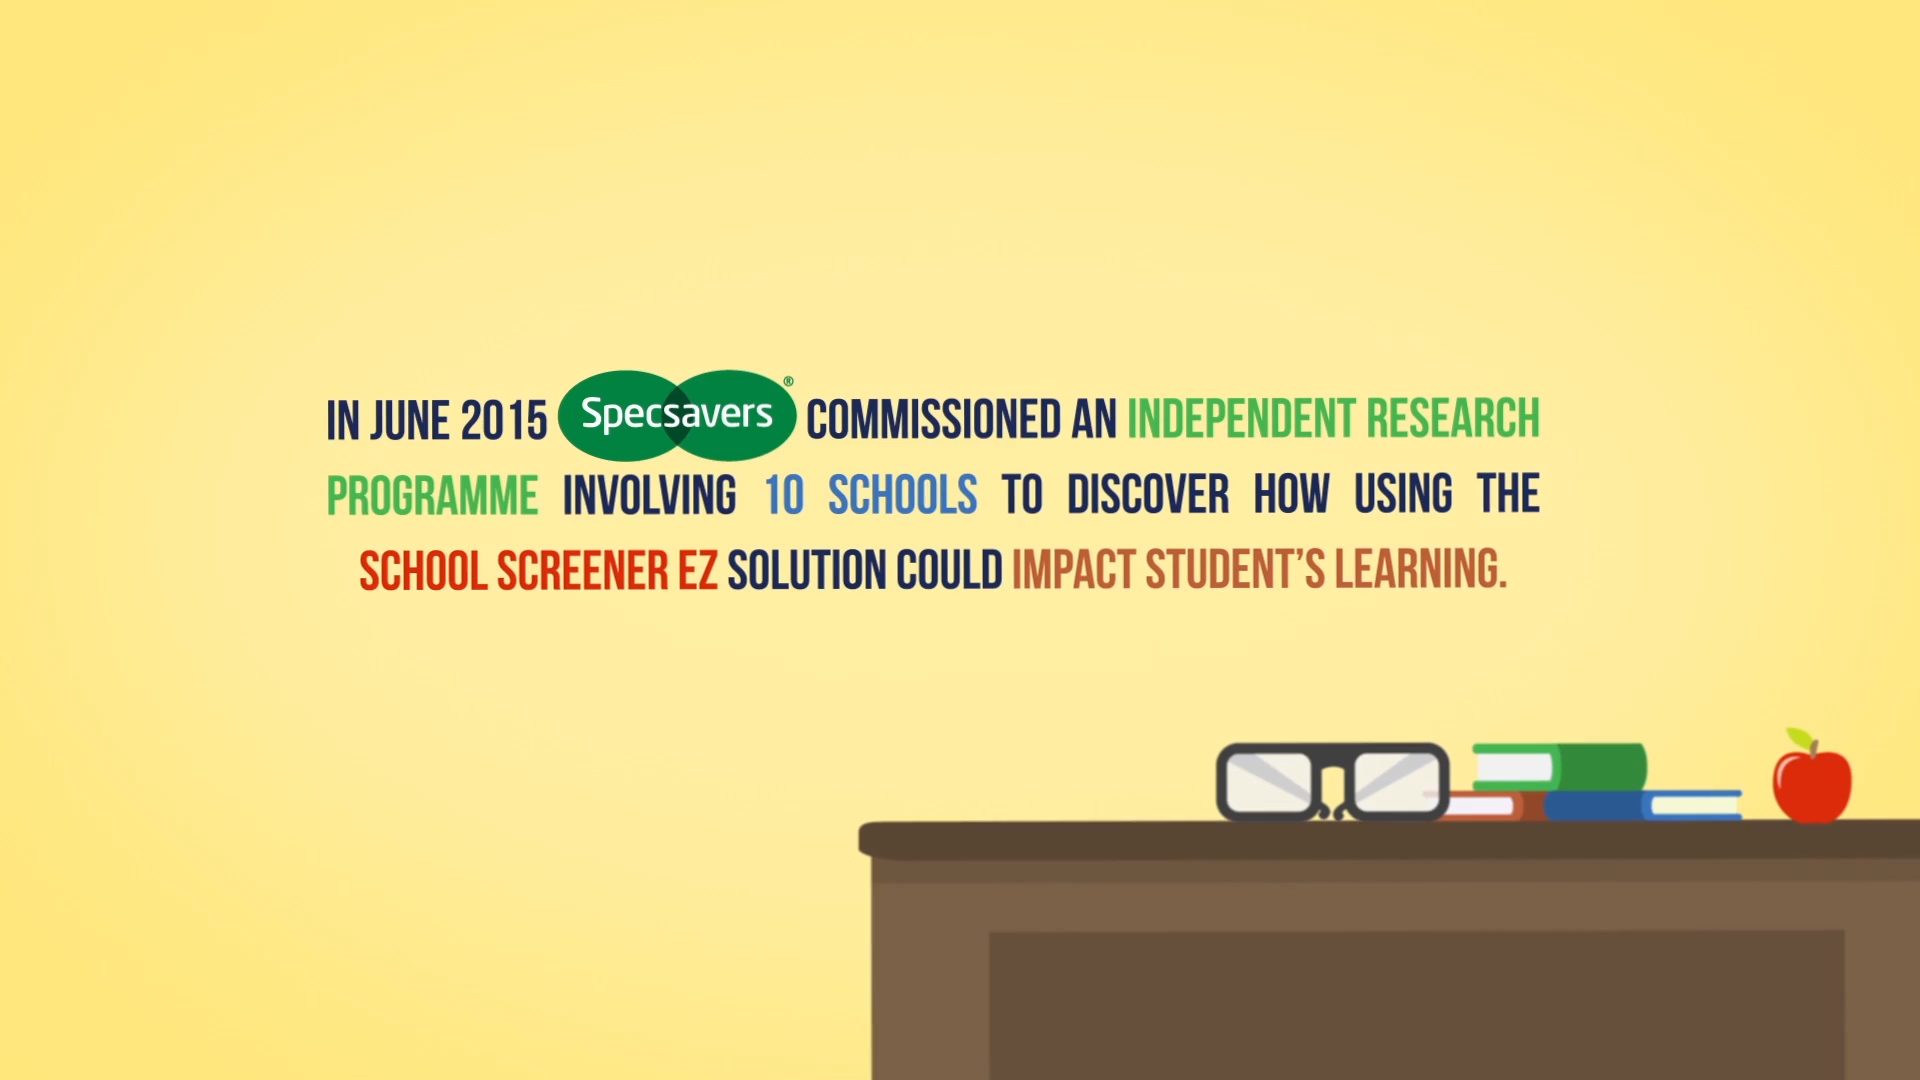 IN JUNE 2015 Specsavers® COMMISSIONED AN INDEPENDENT RESEARCH
PROGRAMME INVOLVING 10 SCHOOLS TO DISCOVER HOW USING THE
SCHOOL SCREENER EZ SOLUTION COULD IMPACT STUDENT’S LEARNING.